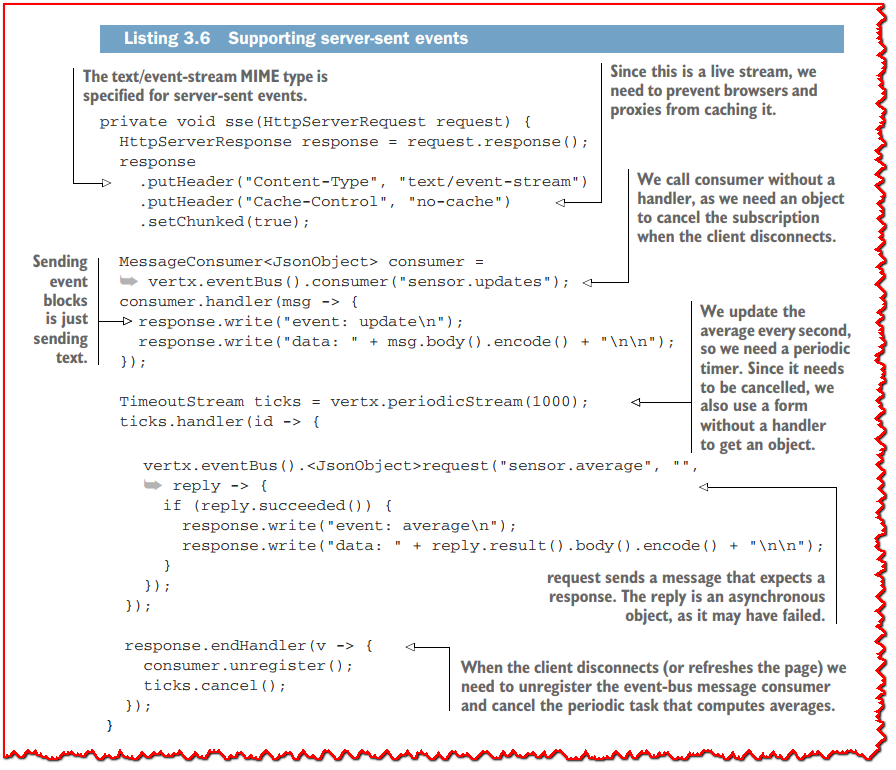 Listing 3.6 Supporting server-sent events
The text/event-stream MIME type is
specified for server-sent events.
Since this is a live stream, we
need to prevent browsers and
proxies from caching it.
private void sse(HttpServerRequest request) {
HttpServerResponse response = request.response();
response
.putHeader("Content-Type", "text/event-stream")
.putHeader("Cache-Control", "no-cache")
.setChunked(true);
We call consumer without a
handler, as we need an object
to cancel the subscription
when the client disconnects.
MessageConsumer<JsonObject> consumer =
vertx.eventBus().consumer("sensor.updates");
consumer.handler(msg -> {
response.write("event: update\n");
response.write("data: " + msg.body().encode() + "\n\n");
});
Sending
event
blocks
is just
sending
text.
We update the
average every second,
so we need a periodic
timer. Since it needs
to be cancelled, we
also use a form
without a handler
to get an object.
TimeoutStream ticks = vertx.periodicStream(1000);
ticks.handler(id -> {
vertx.eventBus().<JsonObject>request("sensor.average", "",
reply -> {
if (reply.succeeded()) {
response.write("event: average\n");
response.write("data: " + reply.result().body().encode() + "\n\n");
}
});
});
request sends a message that expects a
response. The reply is an asynchronous
object, as it may have failed.
response.endHandler(v -> {
consumer.unregister();
ticks.cancel();
});
}
When the client disconnects (or refreshes the page) we
need to unregister the event-bus message consumer
and cancel the periodic task that computes averages.